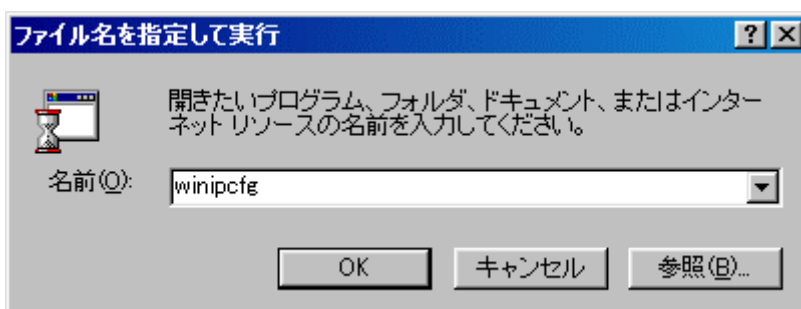 ファイル名を指定して実行
開きたいプログラム、フォルダ、ドキュメント、またはインター
ネット リソースの名前を入力してください。
名前(O): winipcfg
OK キャンセル 参照(B)...